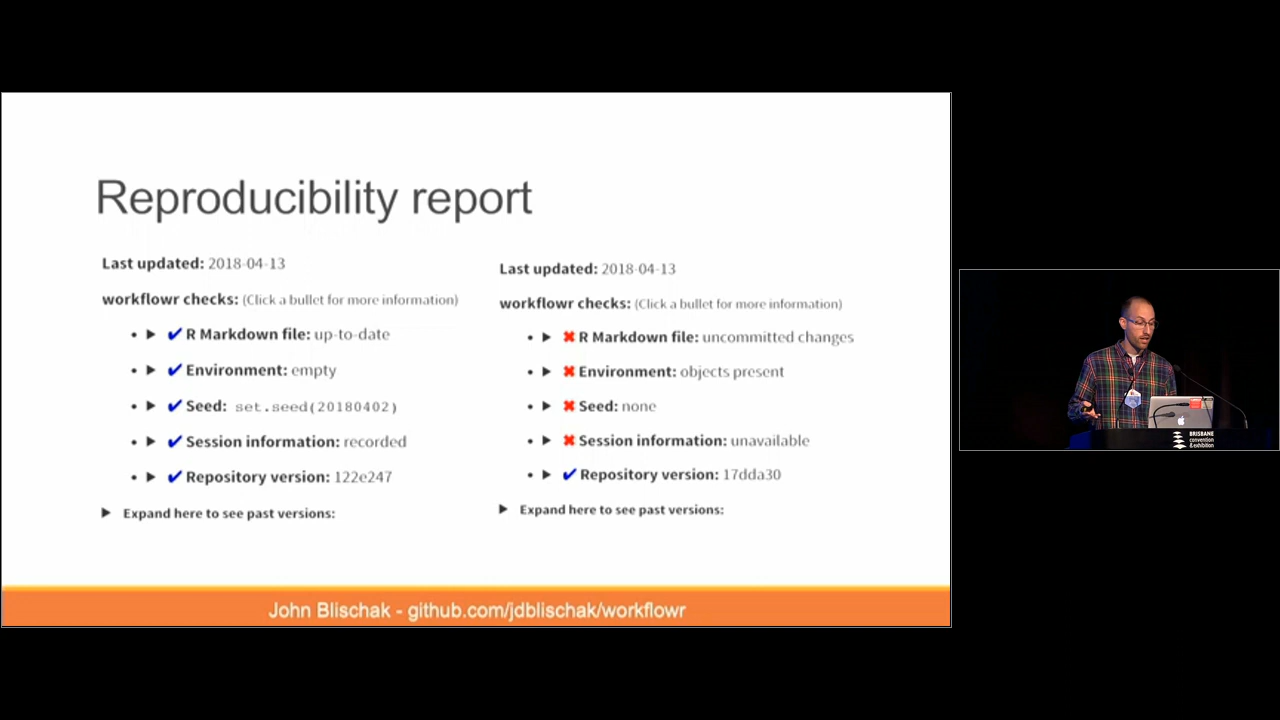 Reproducibility report
Last updated: 2018-04-13
workflowr checks: (Click a bullet for more information)
R Markdown file: up-to-date
Environment: empty
Seed: set.seed(20180402)
Session information: recorded
Repository version: 122e247
Expand here to see past versions:
Last updated: 2018-04-13
workflowr checks: (Click a bullet for more information)
R Markdown file: uncommitted changes
Environment: objects present
Seed: none
Session information: unavailable
Repository version: 17dda30
Expand here to see past versions:
John Blischak - github.com/jdblischak/workflowr
BRISBANE
convention
& exhibition